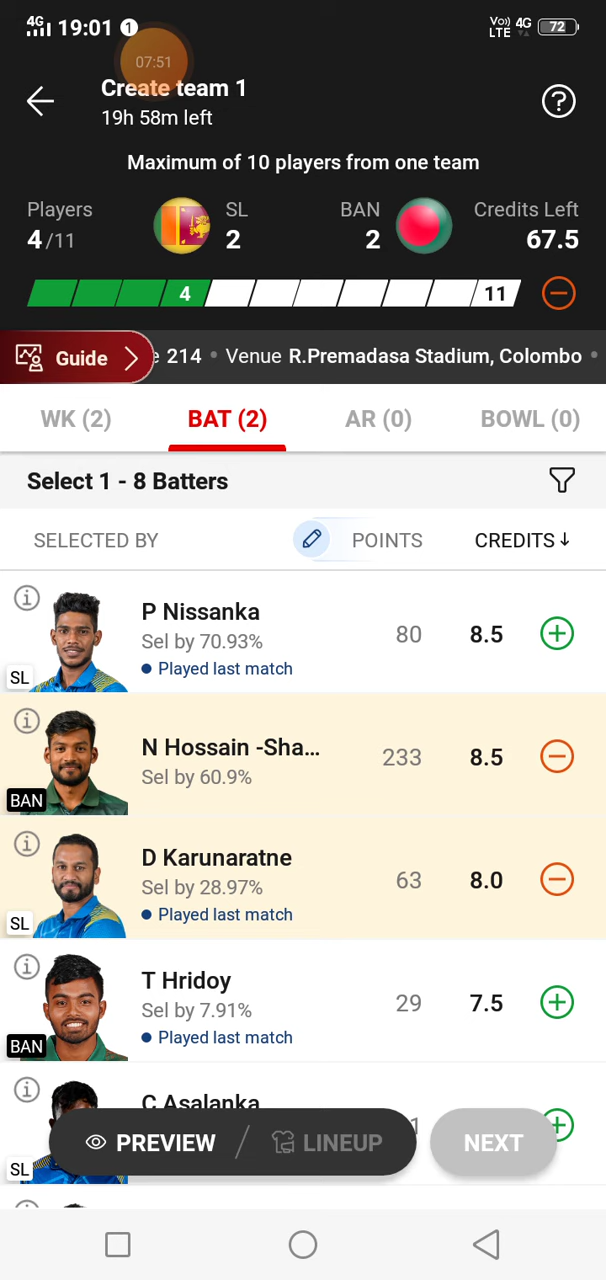 4G 19:01 1 Vo) LTE 4G 72
07:51
Create team 1
19h 58m left
Maximum of 10 players from one team
Players SL BAN Credits Left
4/11 2 2 67.5
4 11
Guide 214 • Venue R.Premadasa Stadium, Colombo •
WK (2) BAT (2) AR (0) BOWL (0)
Select 1 - 8 Batters
SELECTED BY POINTS CREDITS↓
P Nissanka
Sel by 70.93% 80 8.5
Played last match
SL
N Hossain -Sha...
Sel by 60.9% 233 8.5
BAN
D Karunaratne
Sel by 28.97% 63 8.0
Played last match
SL
T Hridoy
Sel by 7.91% 29 7.5
Played last match
BAN
C Asalanka
PREVIEW / LINEUP NEXT
SL